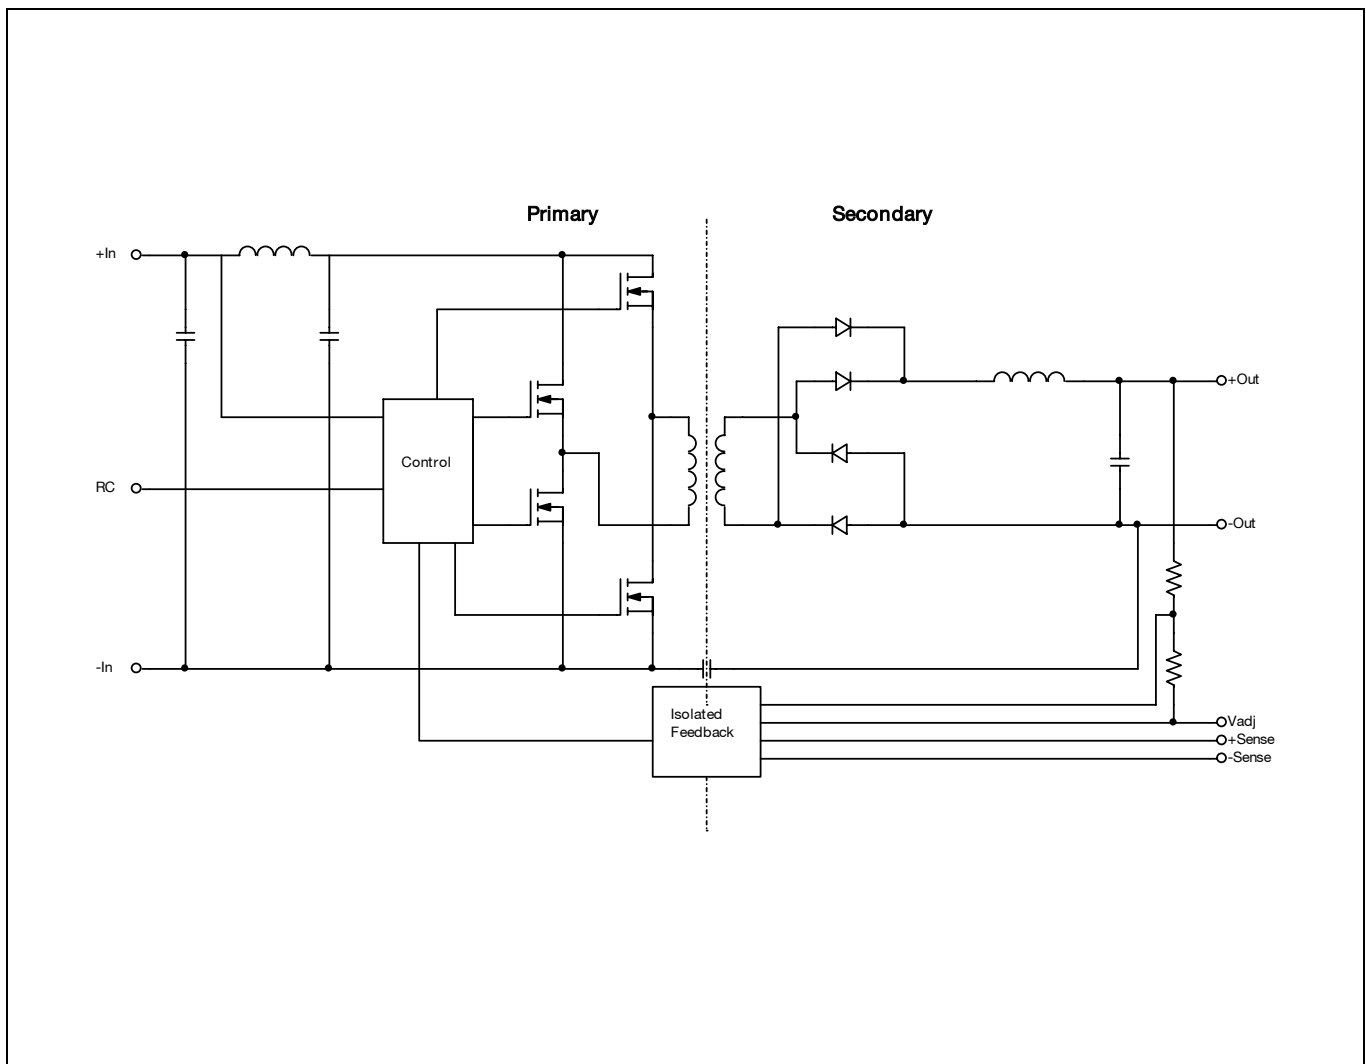 Primary
Secondary
+In
+Out
Control
RC
-Out
-In
Isolated
Feedback
Vadj
+Sense
-Sense